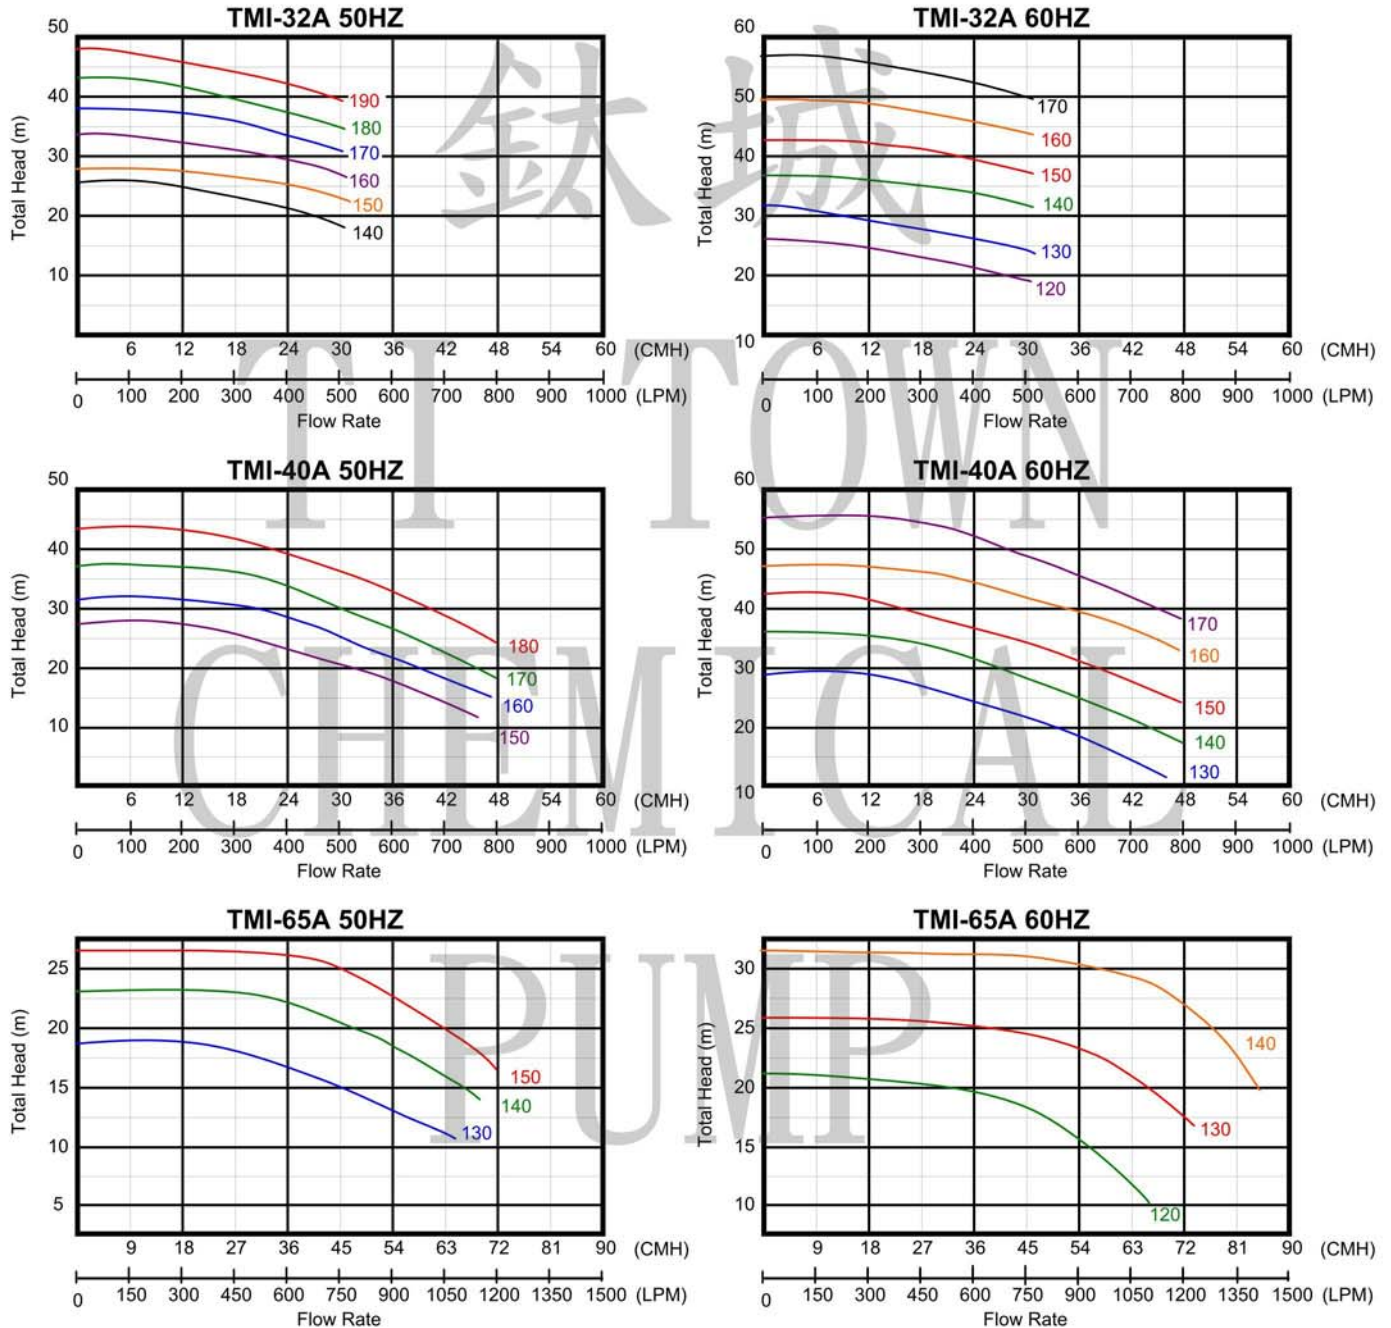 TMI-32A 50HZ
50
40
30
20
10
Total Head (m)
190
180
170
160
150
140
6 12 18 24 30 36 42 48 54 60 (CMH)
0 100 200 300 400 500 600 700 800 900 1000 (LPM)
Flow Rate
TMI-32A 60HZ
60
50
40
30
20
10
Total Head (m)
170
160
150
140
130
120
6 12 18 24 30 36 42 48 54 60 (CMH)
0 100 200 300 400 500 600 700 800 900 1000 (LPM)
Flow Rate
TMI-40A 50HZ
50
40
30
20
10
Total Head (m)
180
170
160
150
6 12 18 24 30 36 42 48 54 60 (CMH)
0 100 200 300 400 500 600 700 800 900 1000 (LPM)
Flow Rate
TMI-40A 60HZ
60
50
40
30
20
10
Total Head (m)
170
160
150
140
130
6 12 18 24 30 36 42 48 54 60 (CMH)
0 100 200 300 400 500 600 700 800 900 1000 (LPM)
Flow Rate
TMI-65A 50HZ
25
20
15
10
5
Total Head (m)
150
140
130
9 18 27 36 45 54 63 72 81 90 (CMH)
0 150 300 450 600 750 900 1050 1200 1350 1500 (LPM)
Flow Rate
TMI-65A 60HZ
30
25
20
15
10
Total Head (m)
140
130
120
9 18 27 36 45 54 63 72 81 90 (CMH)
0 150 300 450 600 750 900 1050 1200 1350 1500 (LPM)
Flow Rate
鈦城
TI TOWN
CHEMICAL
PUMP